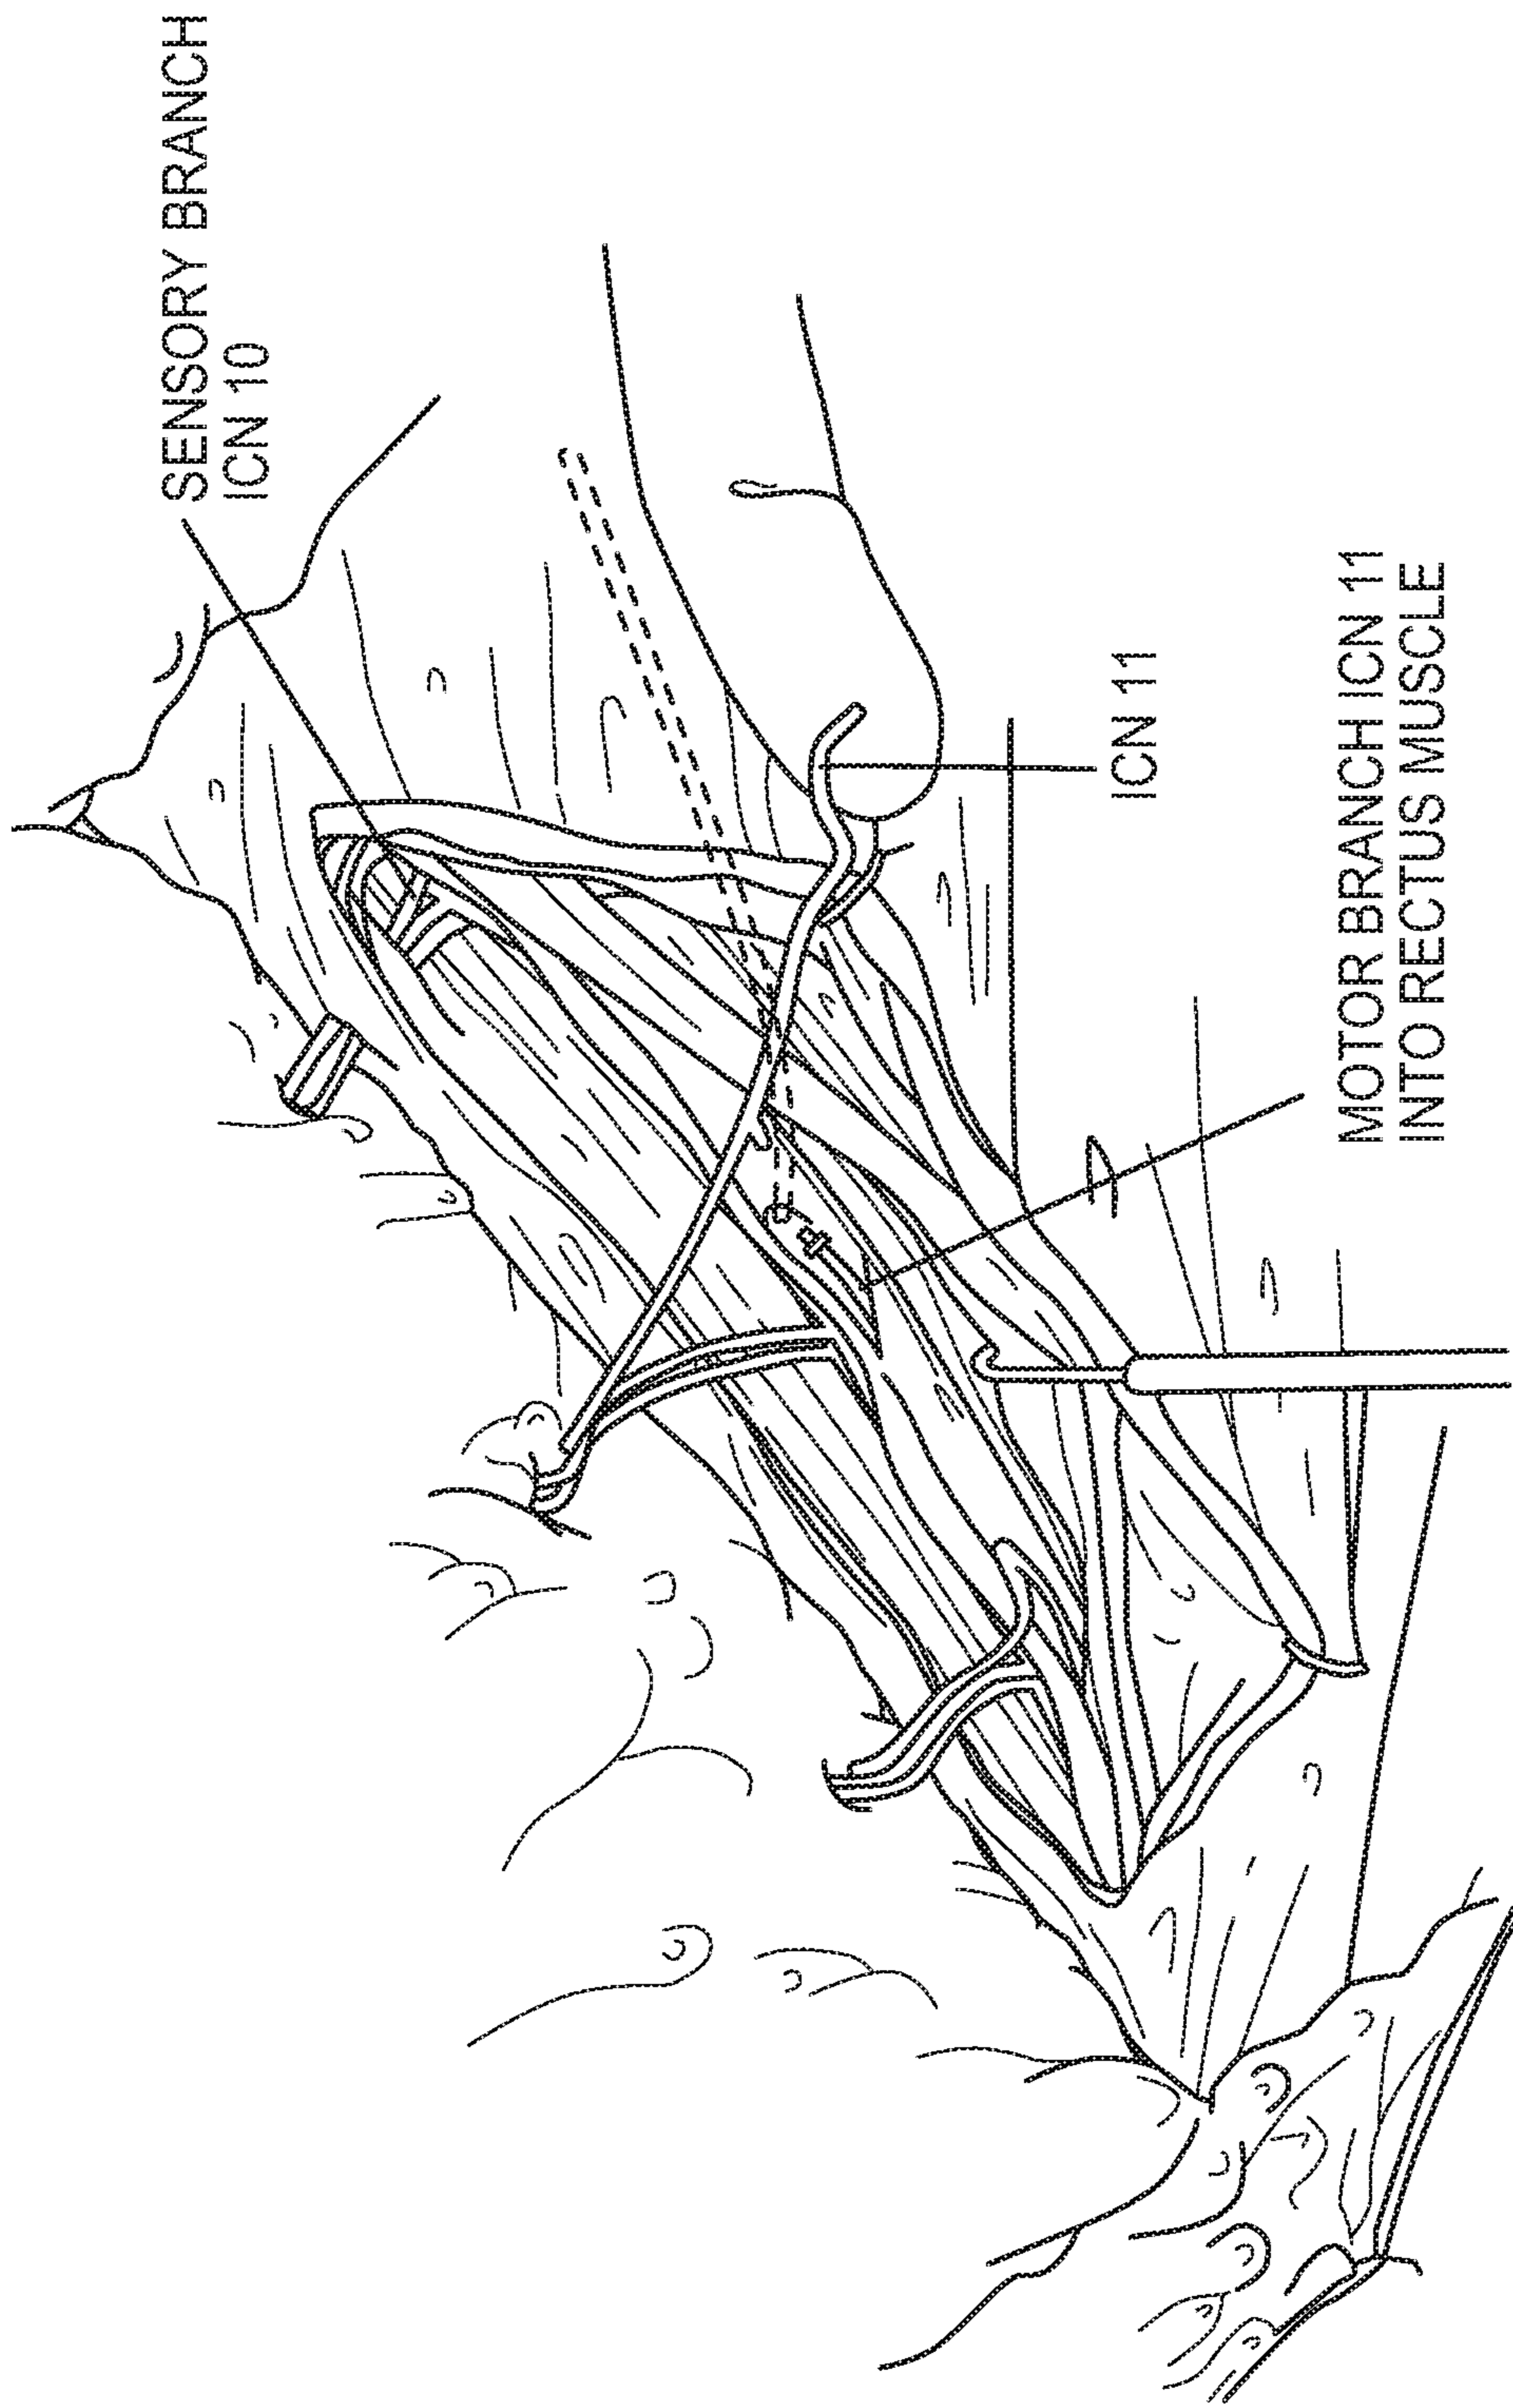 SENSORY BRANCH
ICN 10
ICN 11
MOTOR BRANCH ICN 11
INTO RECTUS MUSCLE